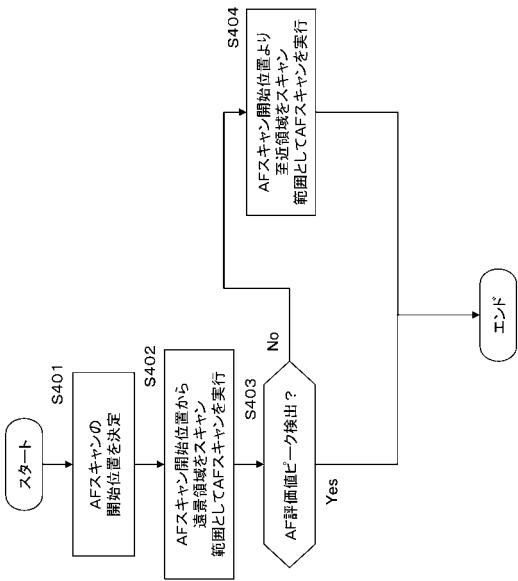 スタート
S401
AFスキャンの
開始位置を決定
S402
AFスキャン開始位置から
遠景領域をスキャン
範囲としてAFスキャンを実行
S403
AF評価値ピーク検出？
No
Yes
S404
AFスキャン開始位置より
至近領域をスキャン
範囲としてAFスキャンを実行
エンド